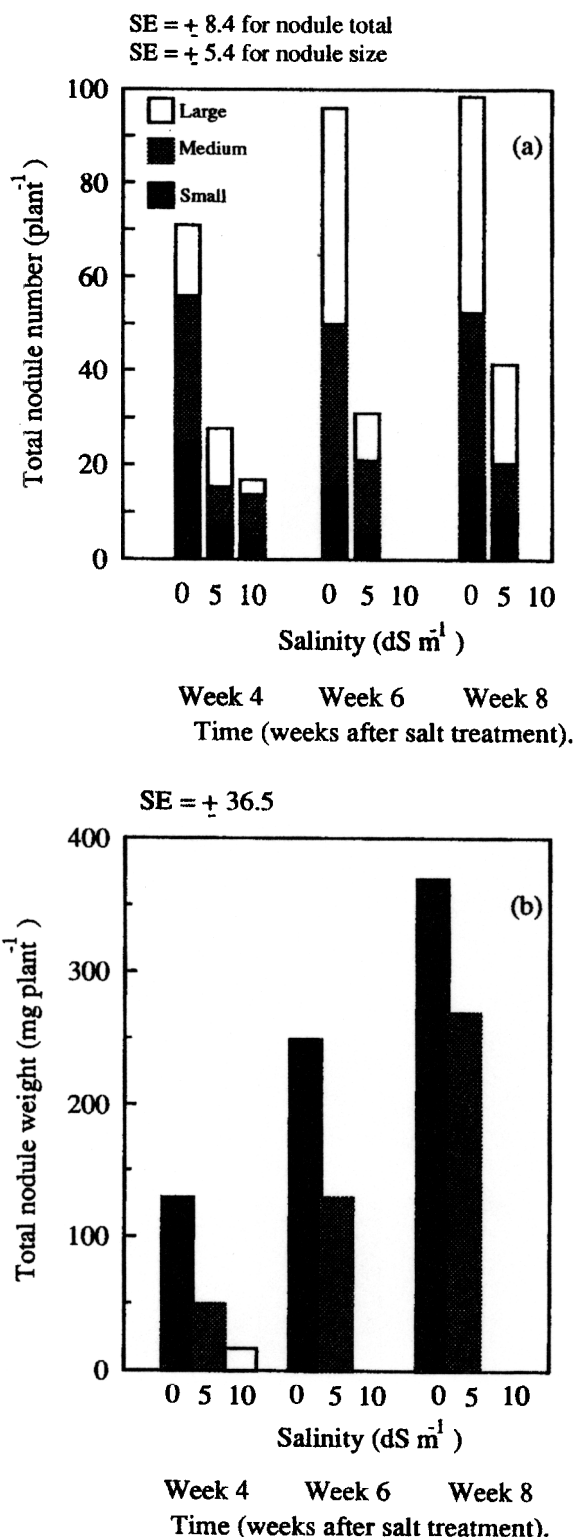 SE = ± 8.4 for nodule total
SE = ± 5.4 for nodule size
100
80
60
40
20
0
Total nodule number (plant⁻¹)
Large
Medium
Small
(a)
0 5 10 0 5 10 0 5 10
Salinity (dS m⁻¹ )
Week 4 Week 6 Week 8
Time (weeks after salt treatment).
SE = ± 36.5
400
300
200
100
0
Total nodule weight (mg plant⁻¹)
(b)
0 5 10 0 5 10 0 5 10
Salinity (dS m⁻¹ )
Week 4 Week 6 Week 8
Time (weeks after salt treatment).